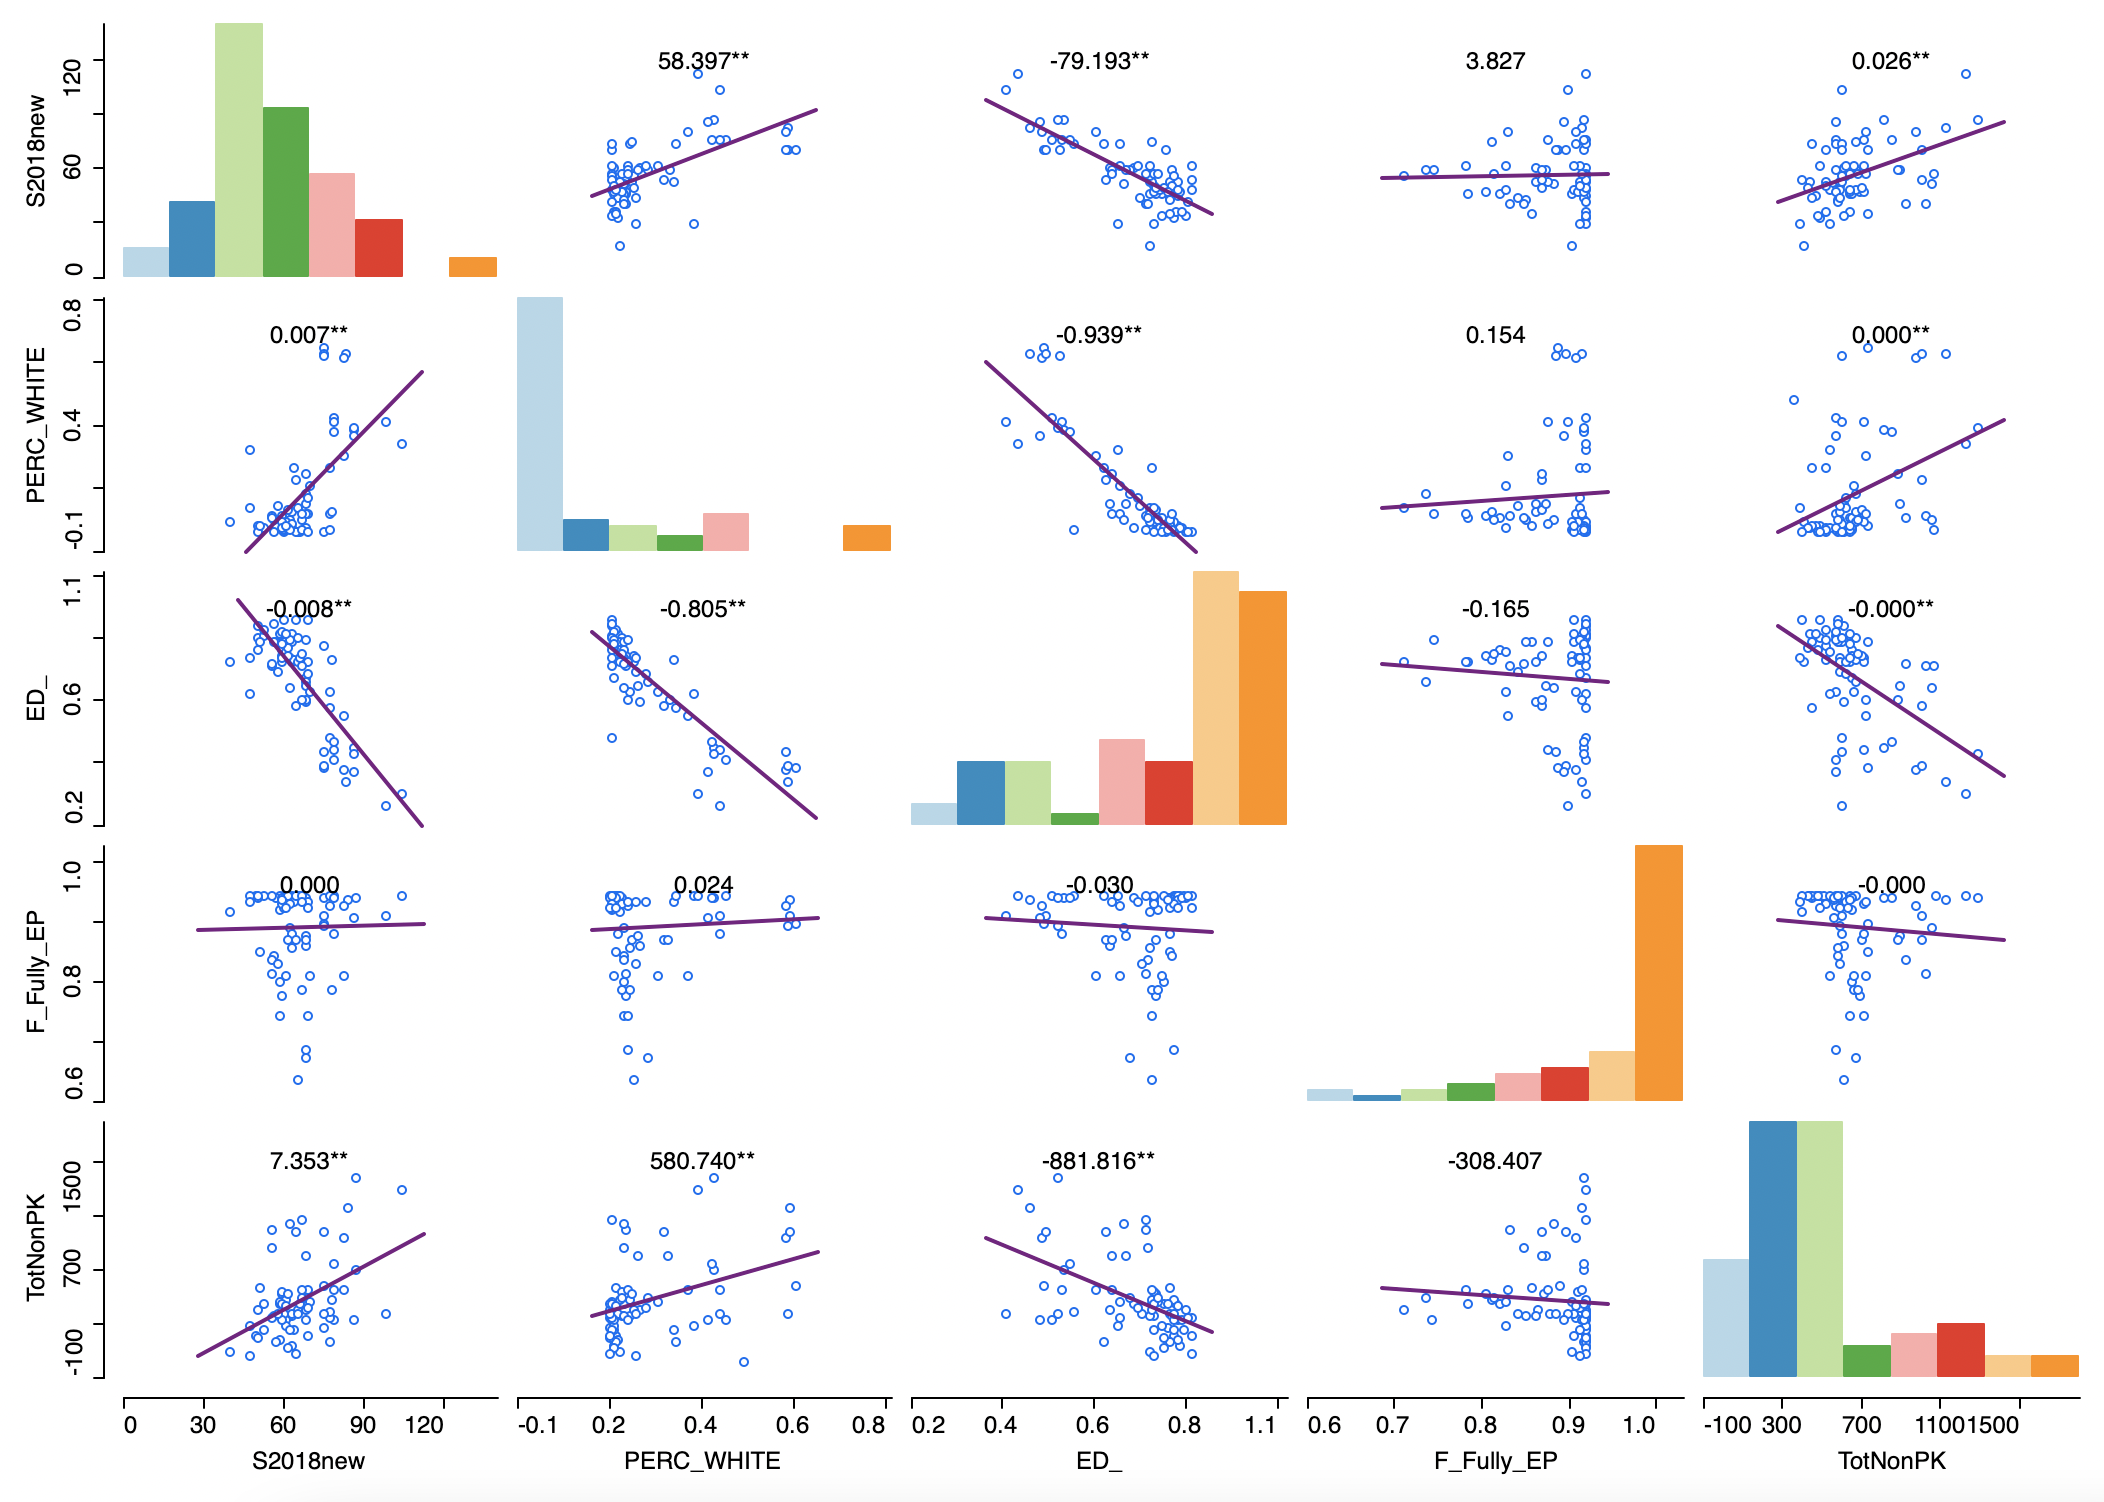 S2018new
120
60
0
58.397**
-79.193**
3.827
0.026**
PERC_WHITE
0.8
0.4
-0.1
0.007**
-0.939**
0.154
0.000**
ED_
1.1
0.6
0.2
-0.008**
-0.805**
-0.165
-0.000**
F_Fully_EP
1.0
0.8
0.6
0.000
0.024
-0.030
-0.000
TotNonPK
1500
700
-100
7.353**
580.740**
-881.816**
-308.407
0 30 60 90 120
-0.1 0.2 0.4 0.6 0.8
0.2 0.4 0.6 0.8 1.1
0.6 0.7 0.8 0.9 1.0
-100 300 700 1100 1500
S2018new
PERC_WHITE
ED_
F_Fully_EP
TotNonPK